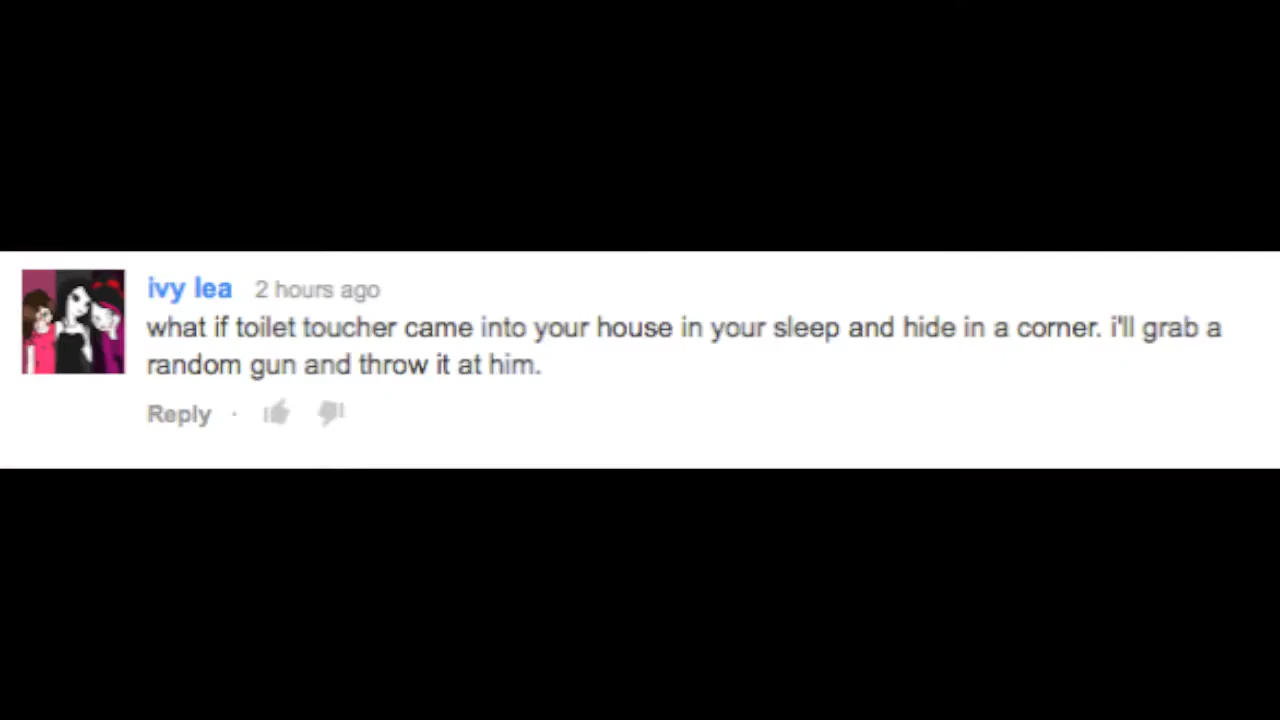 ivy lea 2 hours ago
what if toilet toucher came into your house in your sleep and hide in a corner. i'll grab a
random gun and throw it at him.
Reply ·